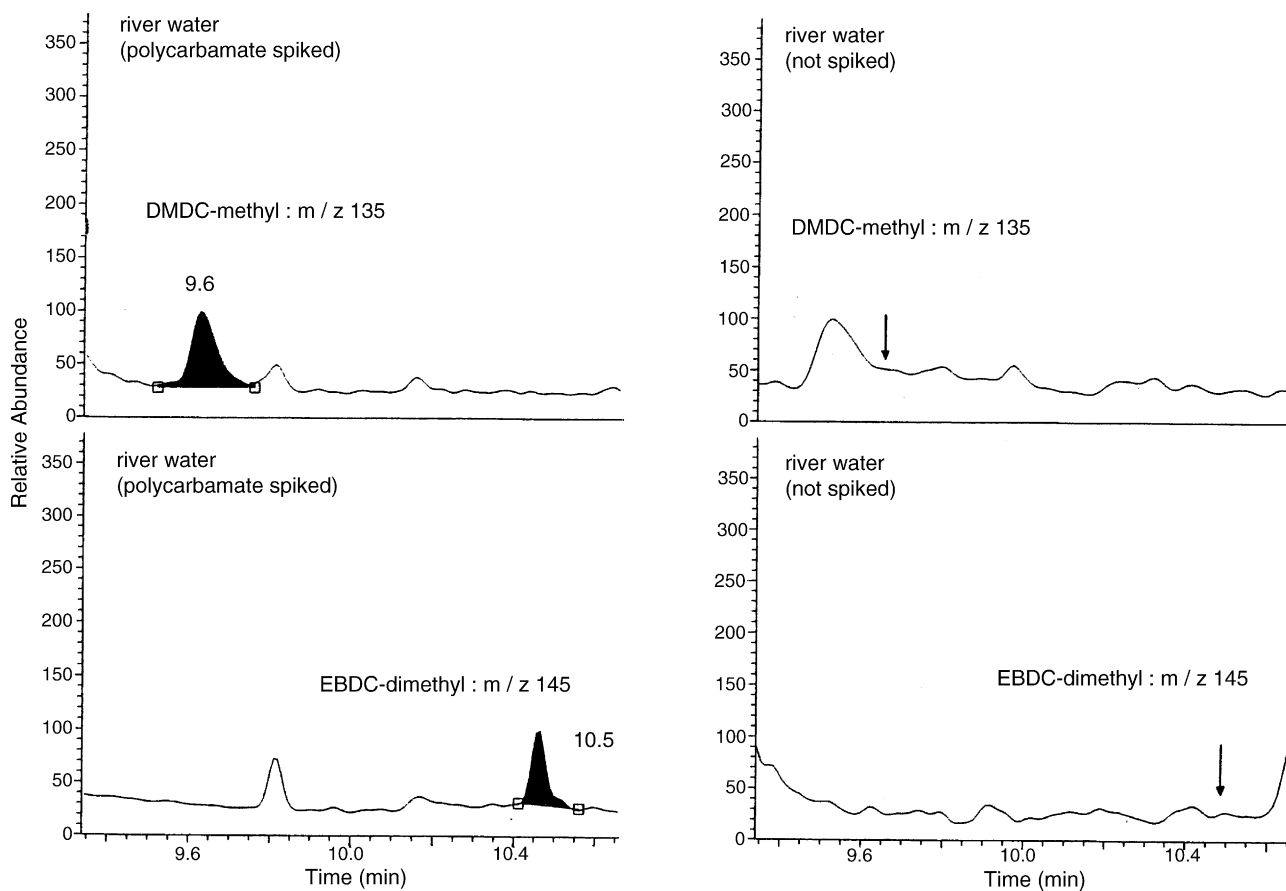 river water
(polycarbamate spiked)
350
300
250
200
150
100
50
0
DMDC-methyl : m / z 135
9.6
river water
(not spiked)
350
300
250
200
150
100
50
0
DMDC-methyl : m / z 135
Relative Abundance
river water
(polycarbamate spiked)
350
300
250
200
150
100
50
0
EBDC-dimethyl : m / z 145
10.5
9.6 10.0 10.4
Time (min)
river water
(not spiked)
350
300
250
200
150
100
50
0
EBDC-dimethyl : m / z 145
9.6 10.0 10.4
Time (min)